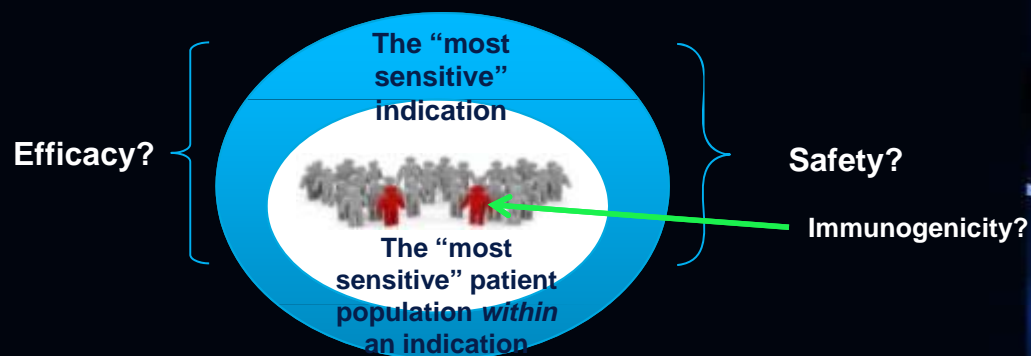 The “most
sensitive”
indication
Efficacy?
Safety?
Immunogenicity?
The “most
sensitive” patient
population within
an indication